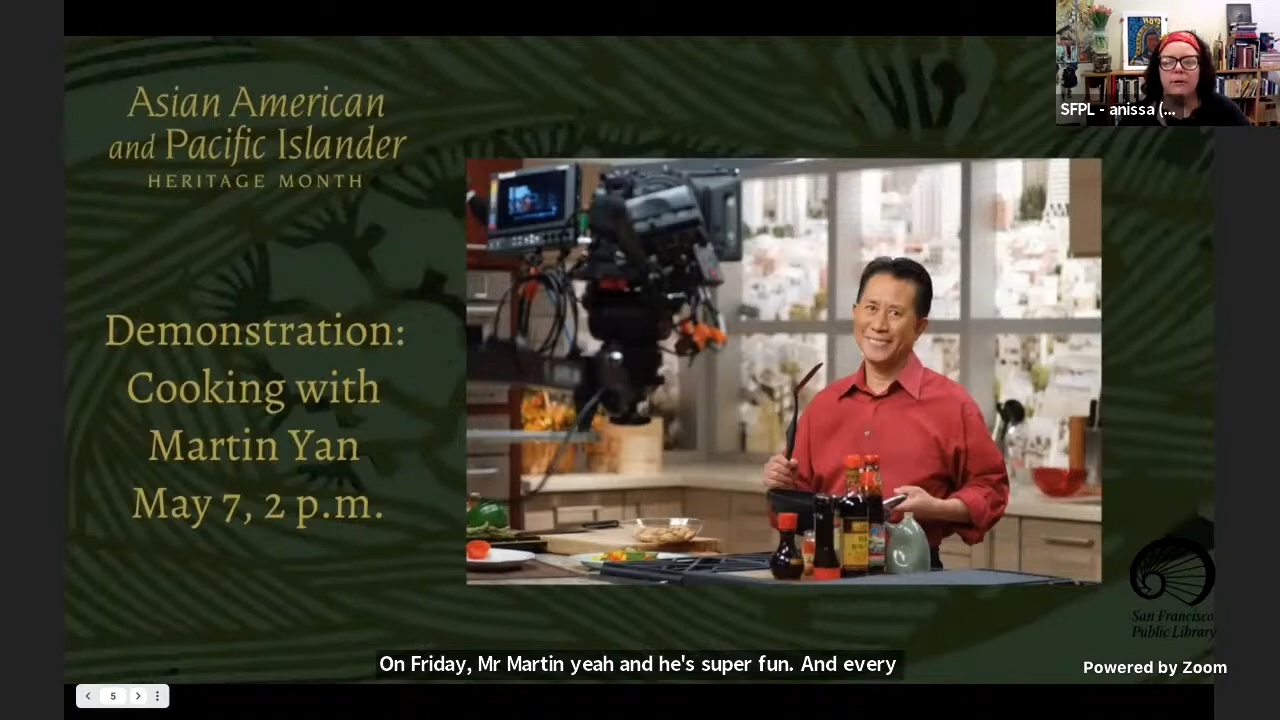 SFPL - anissa (...
Asian American
and Pacific Islander
HERITAGE MONTH
Demonstration:
Cooking with
Martin Yan
May 7, 2 p.m.
San Francisco
Public Library
On Friday, Mr Martin yeah and he's super fun. And every
Powered by Zoom
5